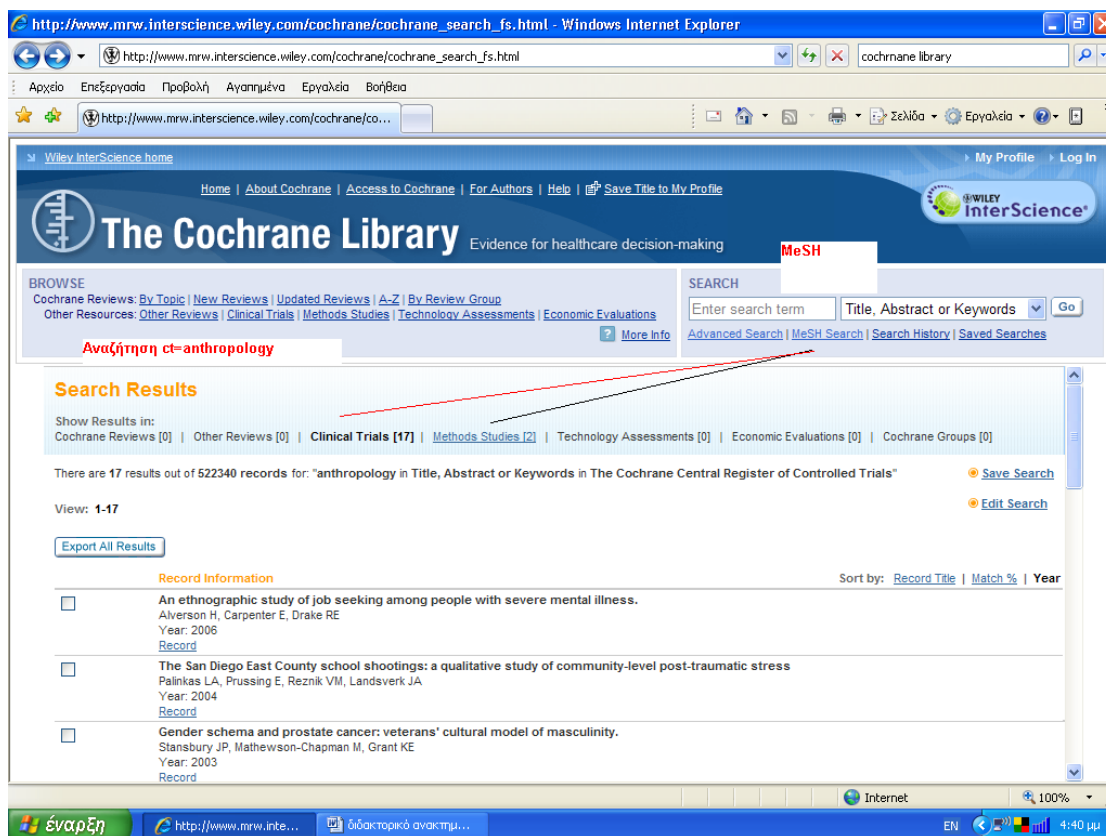 http://www.mrw.interscience.wiley.com/cochrane/cochrane_search_fs.html - Windows Internet Explorer
http://www.mrw.interscience.wiley.com/cochrane/cochrane_search_fs.html
cochrnane library
Αρχείο Επεξεργασία Προβολή Αγαπημένα Εργαλεία Βοήθεια
http://www.mrw.interscience.wiley.com/cochrane/co...
Σελίδα Εργαλεία
Wiley InterScience home
My Profile Log In
Home | About Cochrane | Access to Cochrane | For Authors | Help | Save Title to My Profile
The Cochrane Library Evidence for healthcare decision-making
WILEY
InterScience®
MeSH
BROWSE
Cochrane Reviews: By Topic | New Reviews | Updated Reviews | A-Z | By Review Group
Other Resources: Other Reviews | Clinical Trials | Methods Studies | Technology Assessments | Economic Evaluations
? More Info
SEARCH
Enter search term Title, Abstract or Keywords Go
Advanced Search | MeSH Search | Search History | Saved Searches
Αναζήτηση ct=anthropology
Search Results
Show Results in:
Cochrane Reviews [0] | Other Reviews [0] | Clinical Trials [17] | Methods Studies [2] | Technology Assessments [0] | Economic Evaluations [0] | Cochrane Groups [0]
There are 17 results out of 522340 records for: "anthropology in Title, Abstract or Keywords in The Cochrane Central Register of Controlled Trials"
Save Search
View: 1-17
Edit Search
Export All Results
Record Information
Sort by: Record Title | Match % | Year
An ethnographic study of job seeking among people with severe mental illness.
Alverson H, Carpenter E, Drake RE
Year: 2006
Record
The San Diego East County school shootings: a qualitative study of community-level post-traumatic stress
Palinkas LA, Prussing E, Reznik VM, Landsverk JA
Year: 2004
Record
Gender schema and prostate cancer: veterans' cultural model of masculinity.
Stansbury JP, Mathewson-Chapman M, Grant KE
Year: 2003
Record
Internet 100%
έναρξη
http://www.mrw.inte...
διδακτορικό ανακτημ...
EN 4:40 μμ